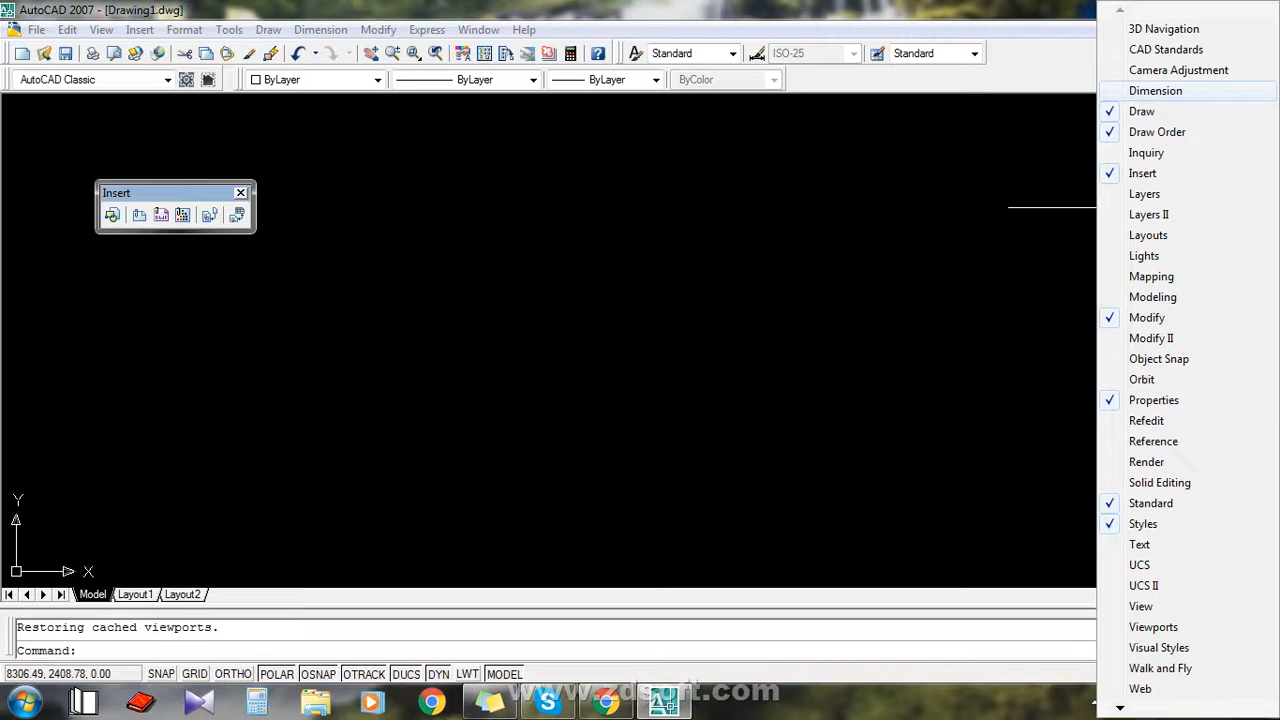 AutoCAD 2007 - [Drawing1.dwg]
File Edit View Insert Format Tools Draw Dimension Modify Express Window Help
Standard ISO-25 Standard
AutoCAD Classic ByLayer ByLayer ByLayer ByColor
Insert
3D Navigation
CAD Standards
Camera Adjustment
Dimension
Draw
Draw Order
Inquiry
Insert
Layers
Layers II
Layouts
Lights
Mapping
Modeling
Modify
Modify II
Object Snap
Orbit
Properties
Refedit
Reference
Render
Solid Editing
Standard
Styles
Text
UCS
UCS II
View
Viewports
Visual Styles
Walk and Fly
Web
Y
X
Model Layout1 Layout2
Restoring cached viewports.
Command:
8306.49, 2408.78, 0.00 SNAP GRID ORTHO POLAR OSNAP OTRACK DUCS DYN LWT MODEL
www.zdsoft.com